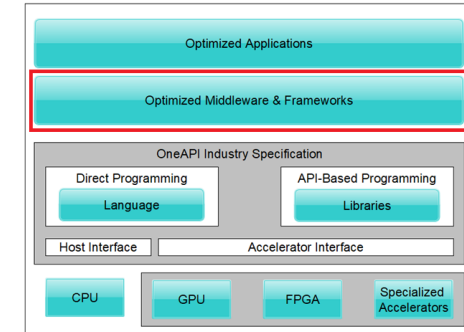 Optimized Applications
Optimized Middleware & Frameworks
OneAPI Industry Specification
Direct Programming
Language
API-Based Programming
Libraries
Host Interface
Accelerator Interface
CPU
GPU
FPGA
Specialized
Accelerators